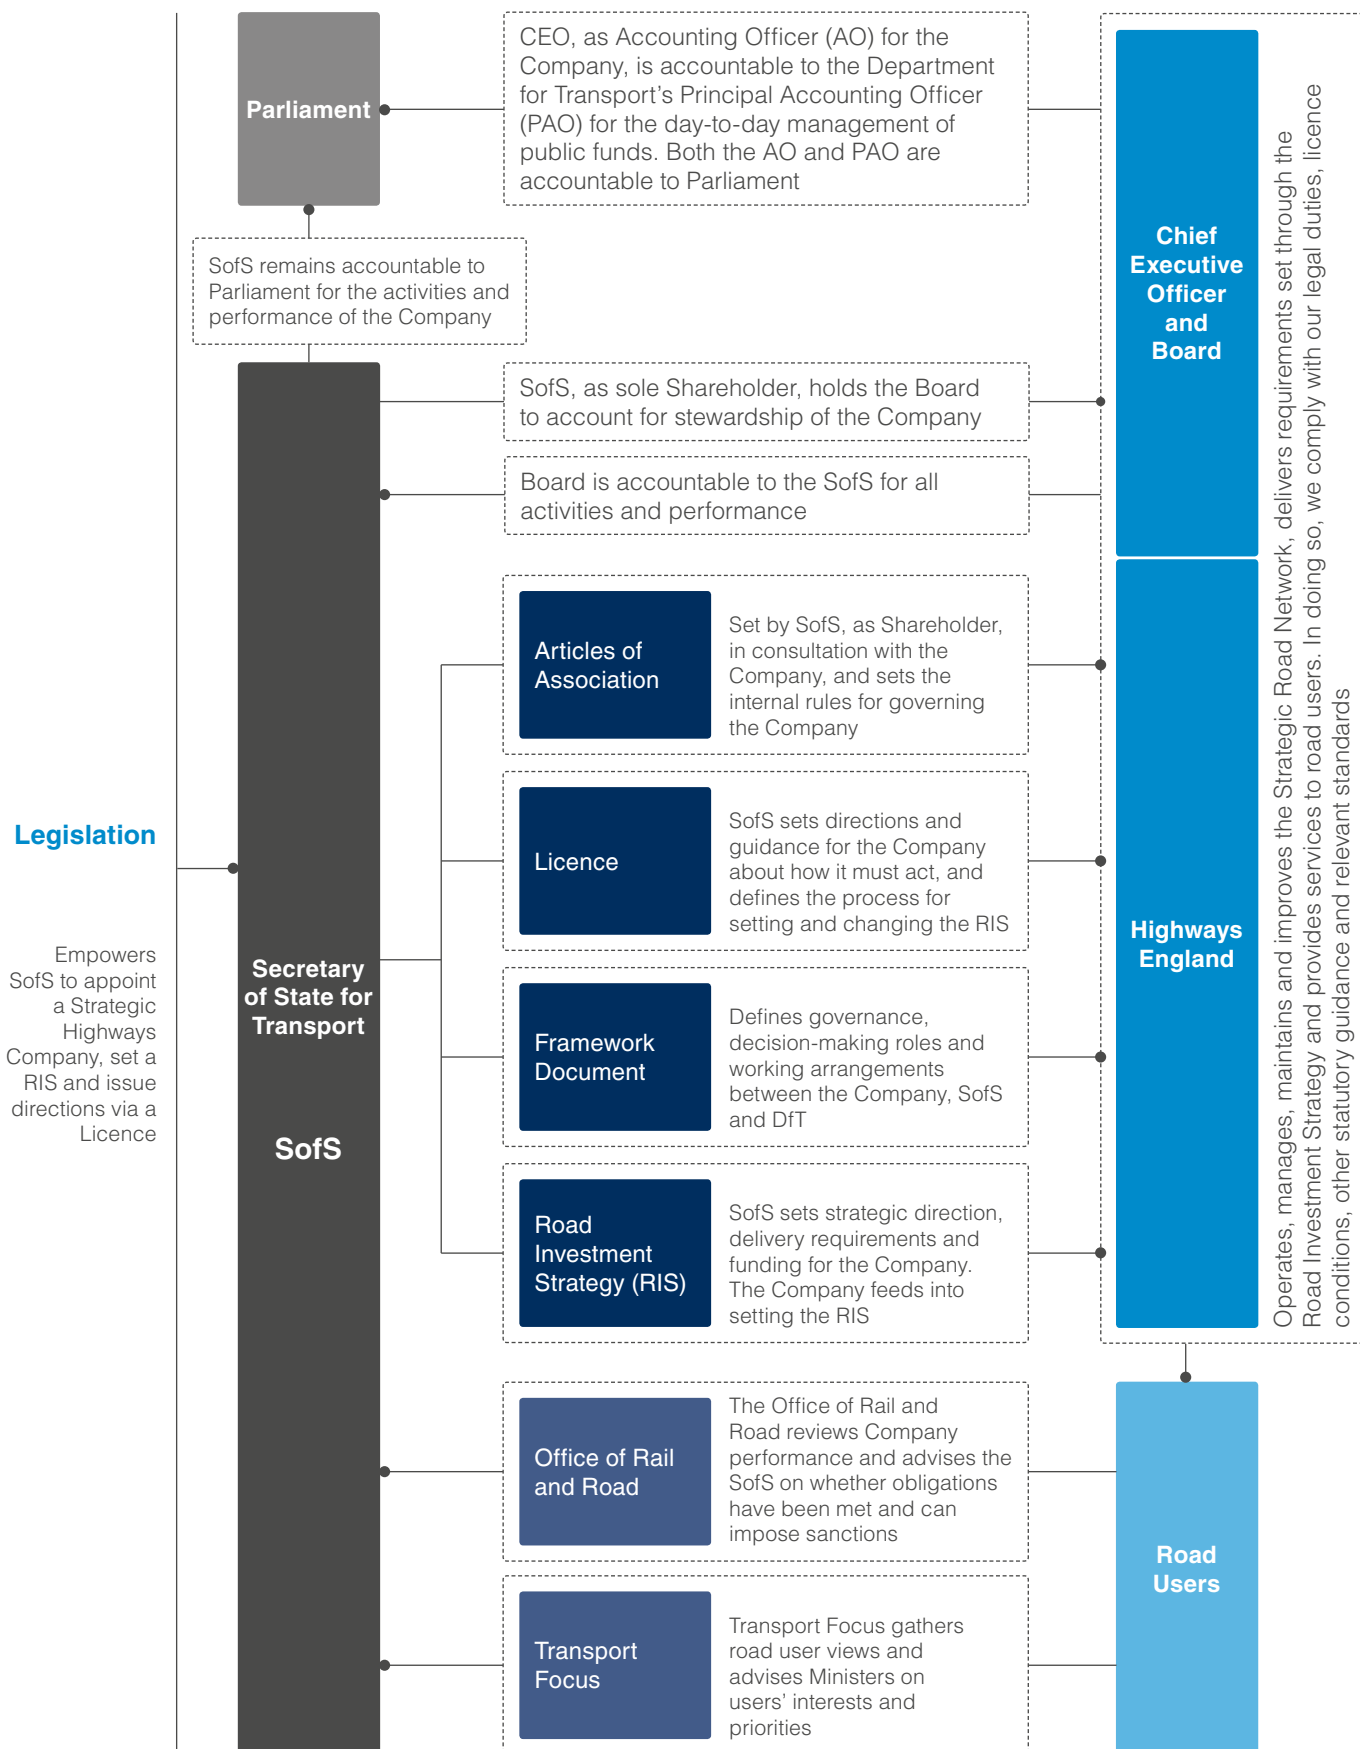 Parliament
CEO, as Accounting Officer (AO) for the
Company, is accountable to the Department
for Transport's Principal Accounting Officer
(PAO) for the day-to-day management of
public funds. Both the AO and PAO are
accountable to Parliament
SofS remains accountable to
Parliament for the activities and
performance of the Company
Chief
Executive
Officer
and
Board
SofS, as sole Shareholder, holds the Board
to account for stewardship of the Company
Board is accountable to the SofS for all
activities and performance
Legislation
Empowers
SofS to appoint
a Strategic
Highways
Company, set a
RIS and issue
directions via a
Licence
Secretary
of State for
Transport
SofS
Articles of
Association
Set by SofS, as Shareholder,
in consultation with the
Company, and sets the
internal rules for governing
the Company
Licence
SofS sets directions and
guidance for the Company
about how it must act, and
defines the process for
setting and changing the RIS
Framework
Document
Defines governance,
decision-making roles and
working arrangements
between the Company, SofS
and DfT
Road
Investment
Strategy (RIS)
SofS sets strategic direction,
delivery requirements and
funding for the Company.
The Company feeds into
setting the RIS
Highways
England
Operates, manages, maintains and improves the Strategic Road Network, delivers requirements set through the
Road Investment Strategy and provides services to road users. In doing so, we comply with our legal duties, licence
conditions, other statutory guidance and relevant standards
Office of Rail
and Road
The Office of Rail and
Road reviews Company
performance and advises the
SofS on whether obligations
have been met and can
impose sanctions
Transport
Focus
Transport Focus gathers
road user views and
advises Ministers on
users' interests and
priorities
Road
Users